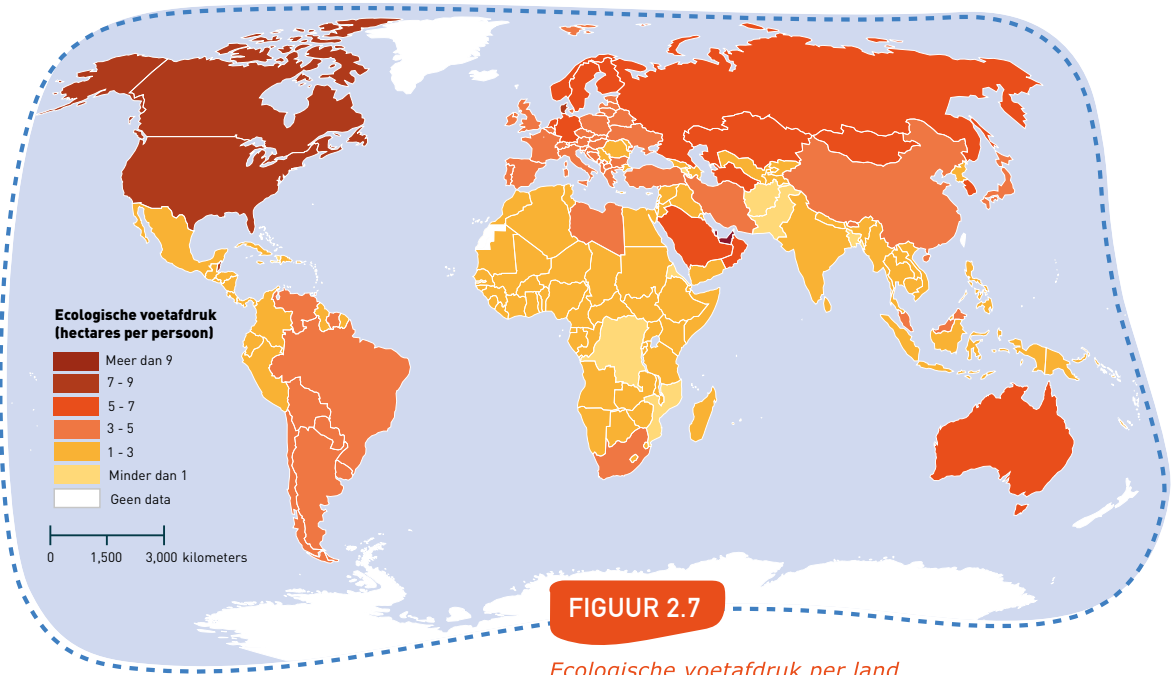 Ecologische voetafdruk
(hectares per persoon)
Meer dan 9
7 - 9
5 - 7
3 - 5
1 - 3
Minder dan 1
Geen data
0 1,500 3,000 kilometers
FIGUUR 2.7
Ecologische voetafdruk per land